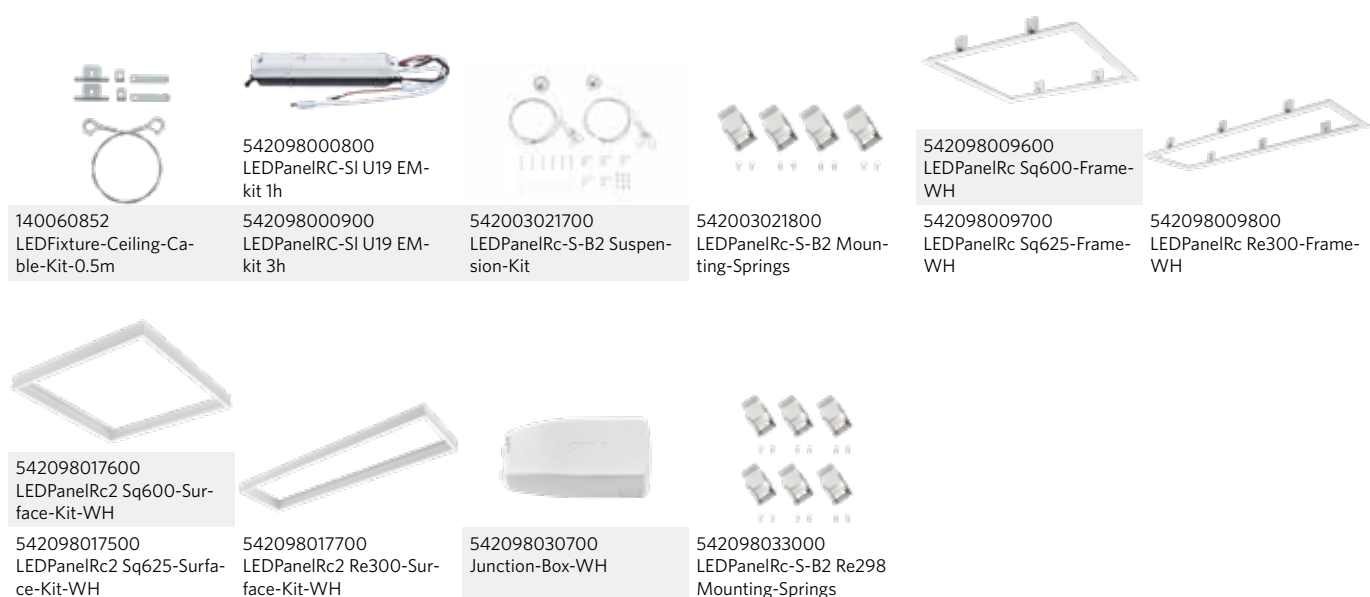 140060852
LEDFixture-Ceiling-Ca-
ble-Kit-0.5m
542098000800
LEDPanelRC-Sl U19 EM-
kit 1h
542098000900
LEDPanelRC-Sl U19 EM-
kit 3h
542003021700
LEDPanelRc-S-B2 Suspen-
sion-Kit
542003021800
LEDPanelRc-S-B2 Moun-
ting-Springs
542098009600
LEDPanelRc Sq600-Frame-
WH
542098009700
LEDPanelRc Sq625-Frame-
WH
542098009800
LEDPanelRc Re300-Frame-
WH
542098017600
LEDPanelRc2 Sq600-Sur-
face-Kit-WH
542098017500
LEDPanelRc2 Sq625-Surfa-
ce-Kit-WH
542098017700
LEDPanelRc2 Re300-Sur-
face-Kit-WH
542098030700
Junction-Box-WH
542098033000
LEDPanelRc-S-B2 Re298
Mounting-Springs